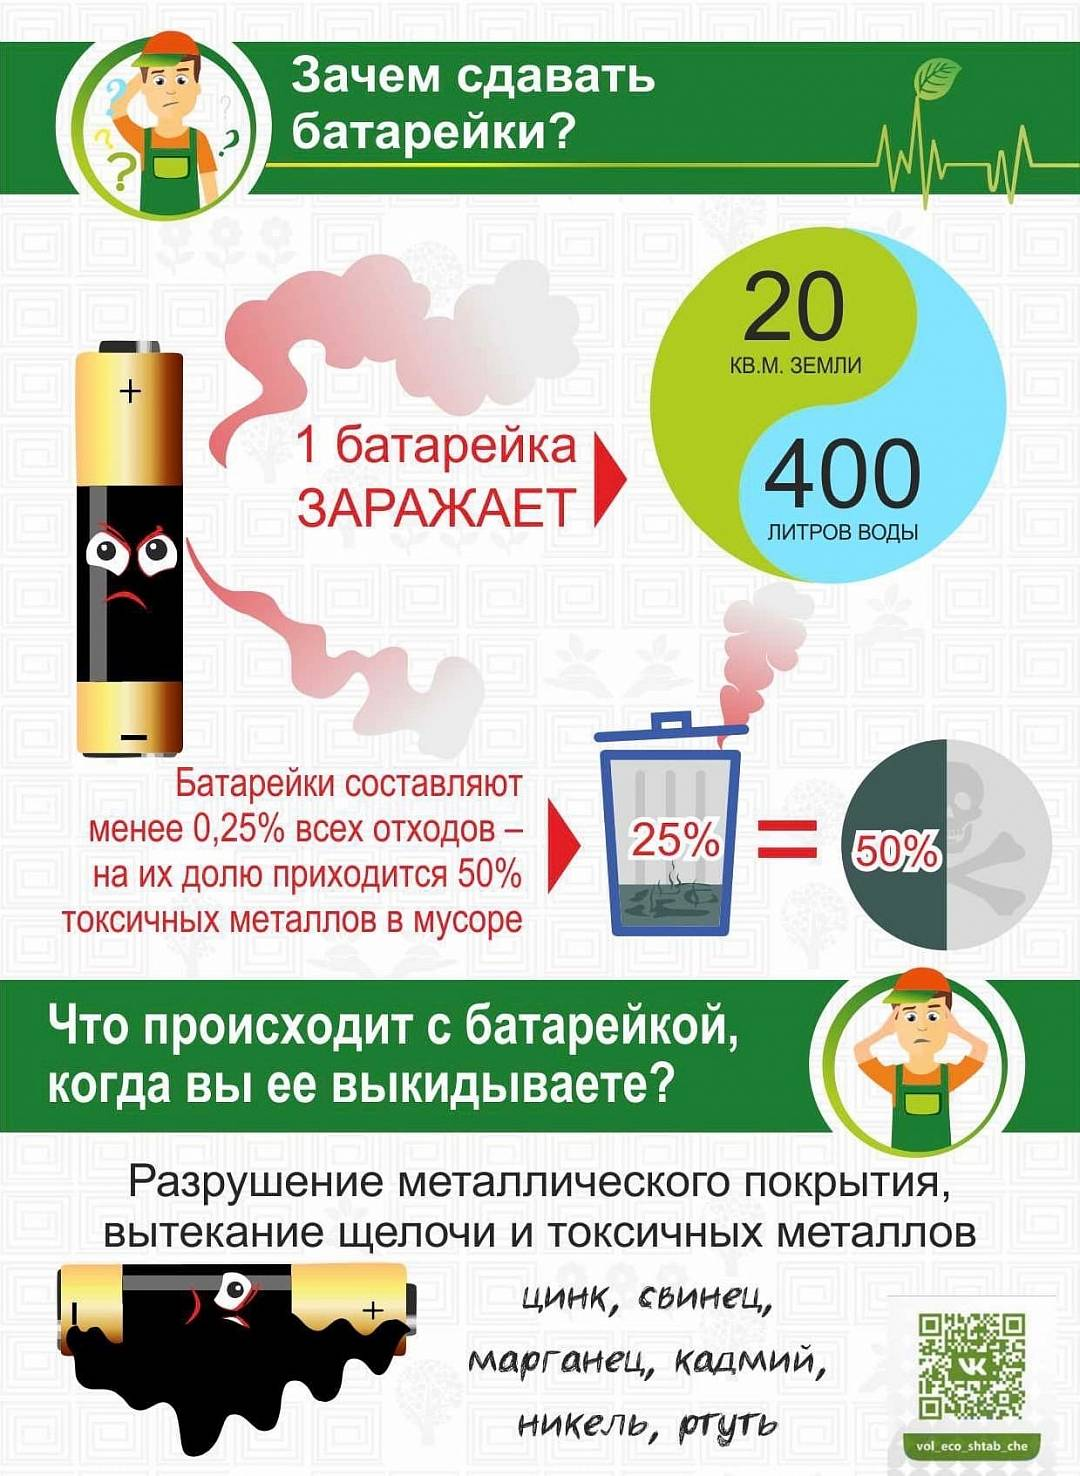 Зачем сдавать
батарейки?
20
КВ.М. ЗЕМЛИ
+
1 батарейка
ЗАРАЖАЕТ
400
ЛИТРОВ ВОДЫ
–
Батарейки составляют
менее 0,25% всех отходов –
на их долю приходится 50%
токсичных металлов в мусоре
25%
=
50%
Что происходит с батарейкой,
когда вы ее выкидываете?
Разрушение металлического покрытия,
вытекание щелочи и токсичных металлов
+
цинк, свинец,
марганец, кадмий,
никель, ртуть
vol_eco_shtab_che